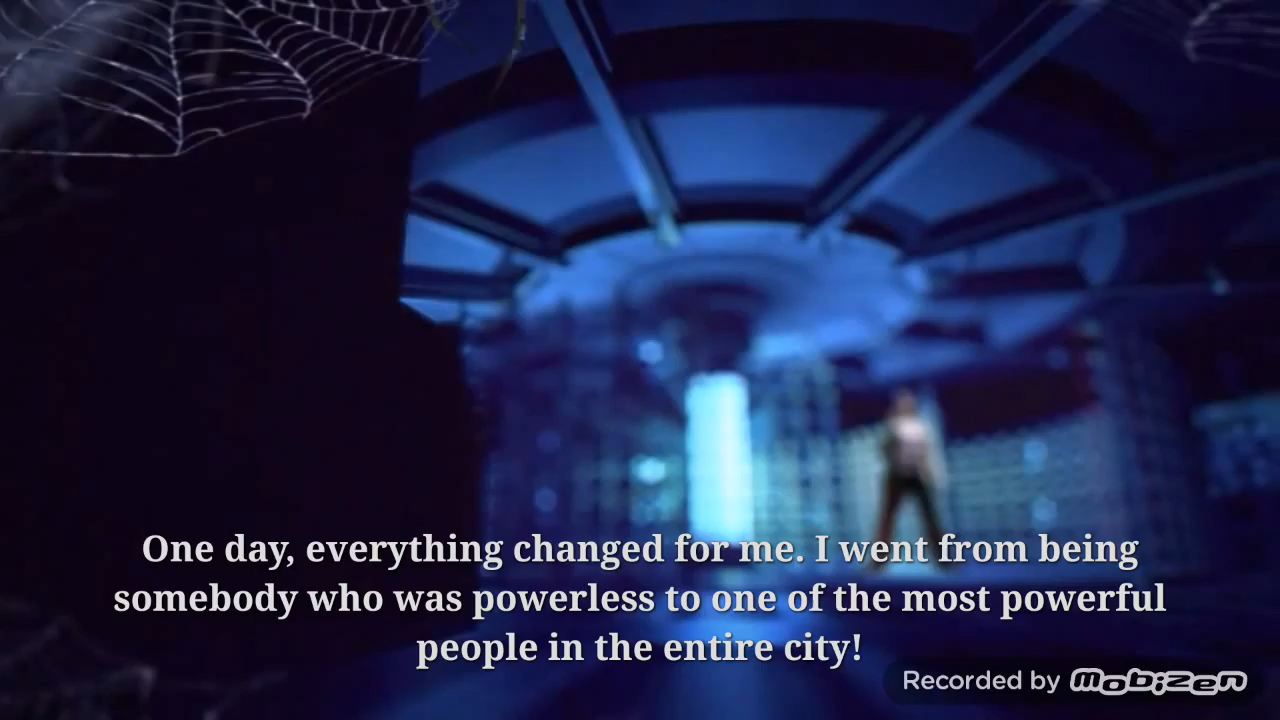 One day, everything changed for me. I went from being
somebody who was powerless to one of the most powerful
people in the entire city!
Recorded by mobizen